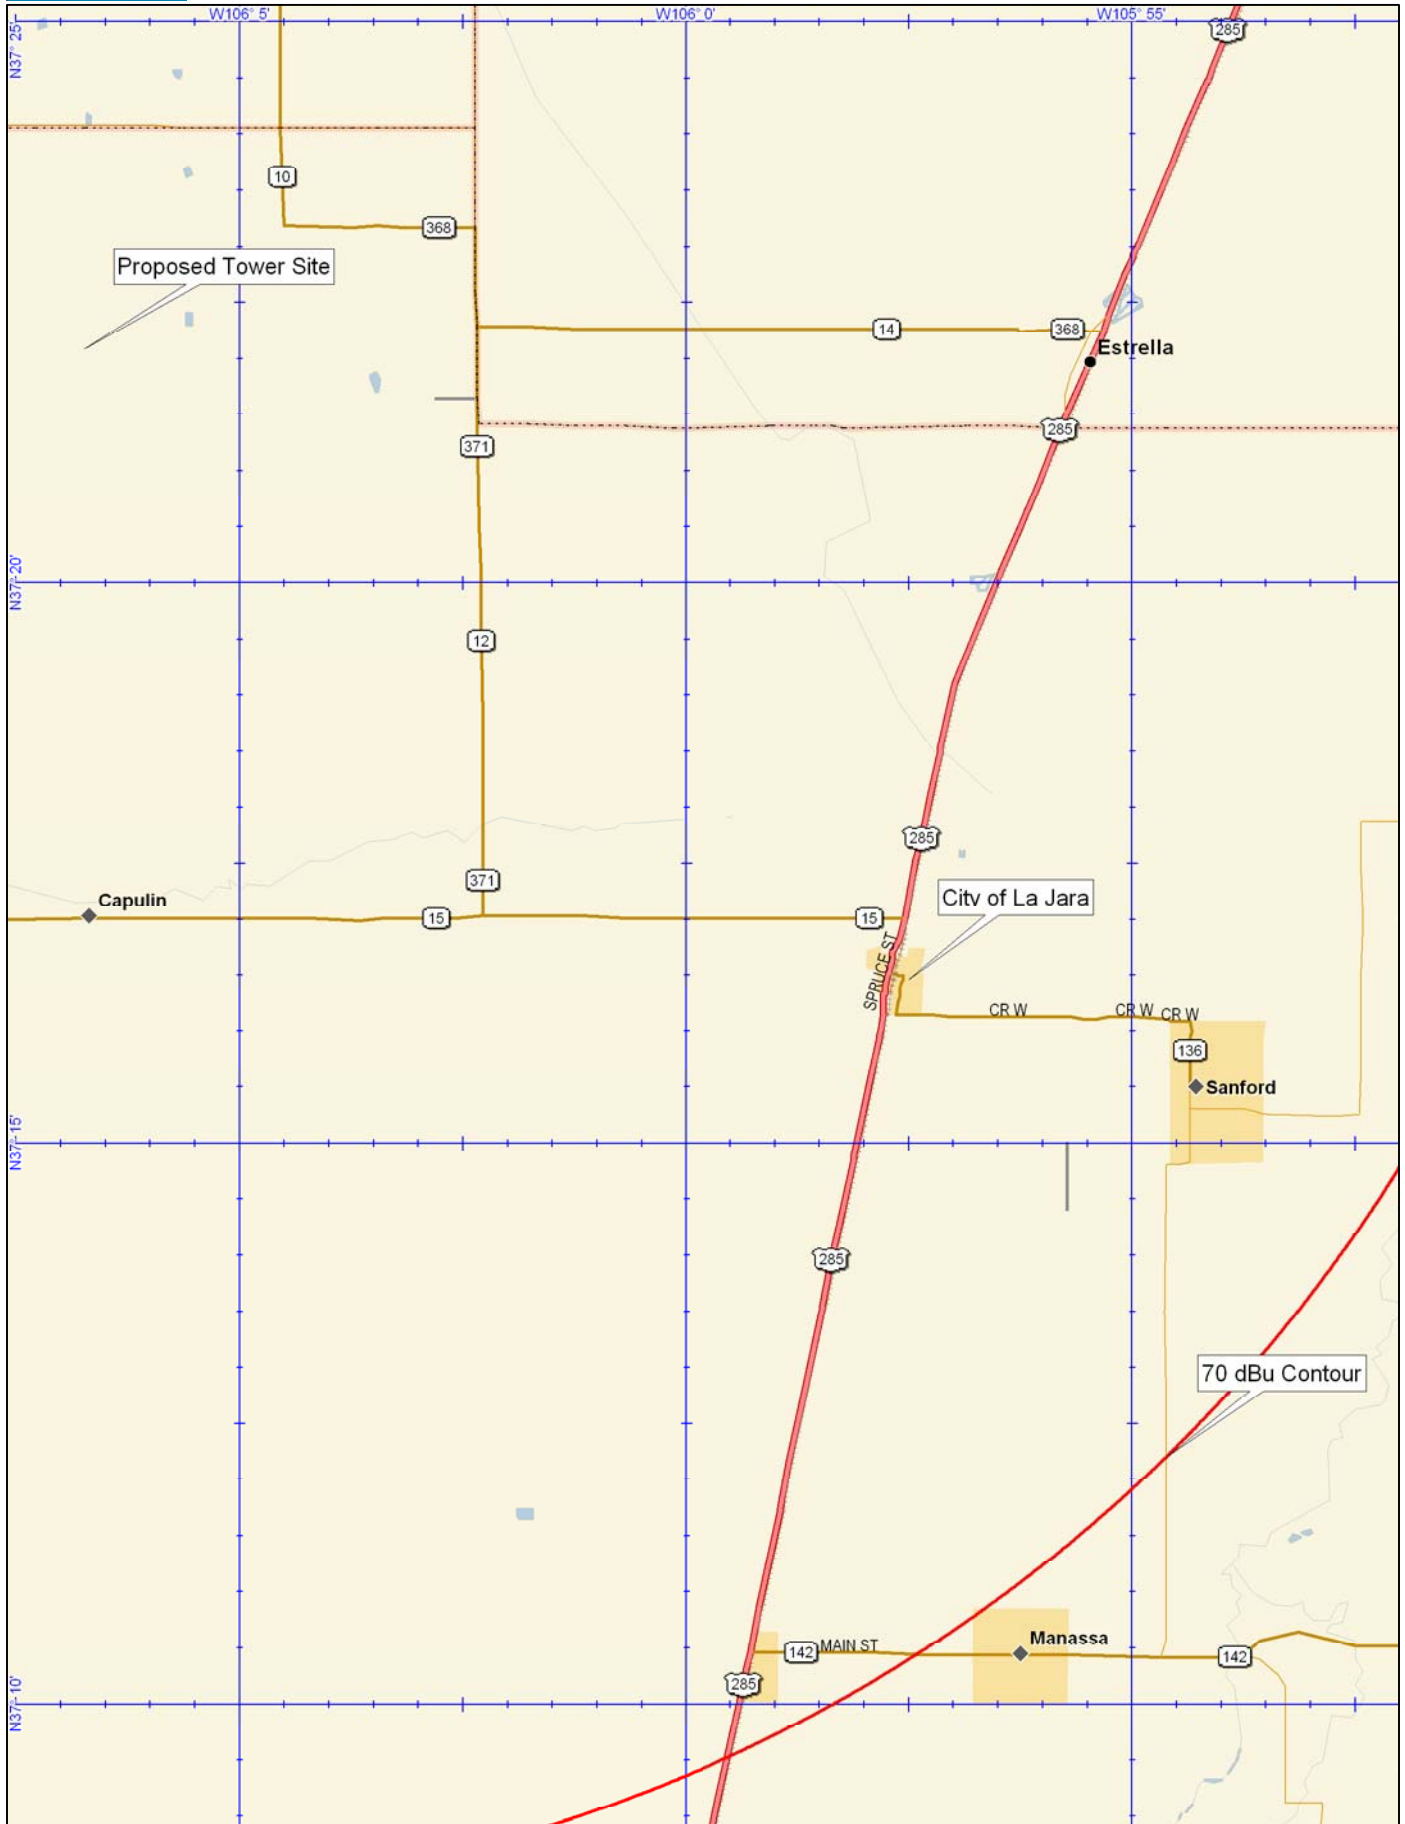 W106° 5'
W106° 0'
W105° 55'
N37° 25'
285
10
368
Proposed Tower Site
14
368
Estrella
285
371
N37° 20'
12
285
371
Capulin
15
15
City of La Jara
SPRUCE ST
CR W
CR W
CR W
136
Sanford
N37° 15'
285
70 dBu Contour
Manassa
142
MAIN ST
142
285
N37° 10'